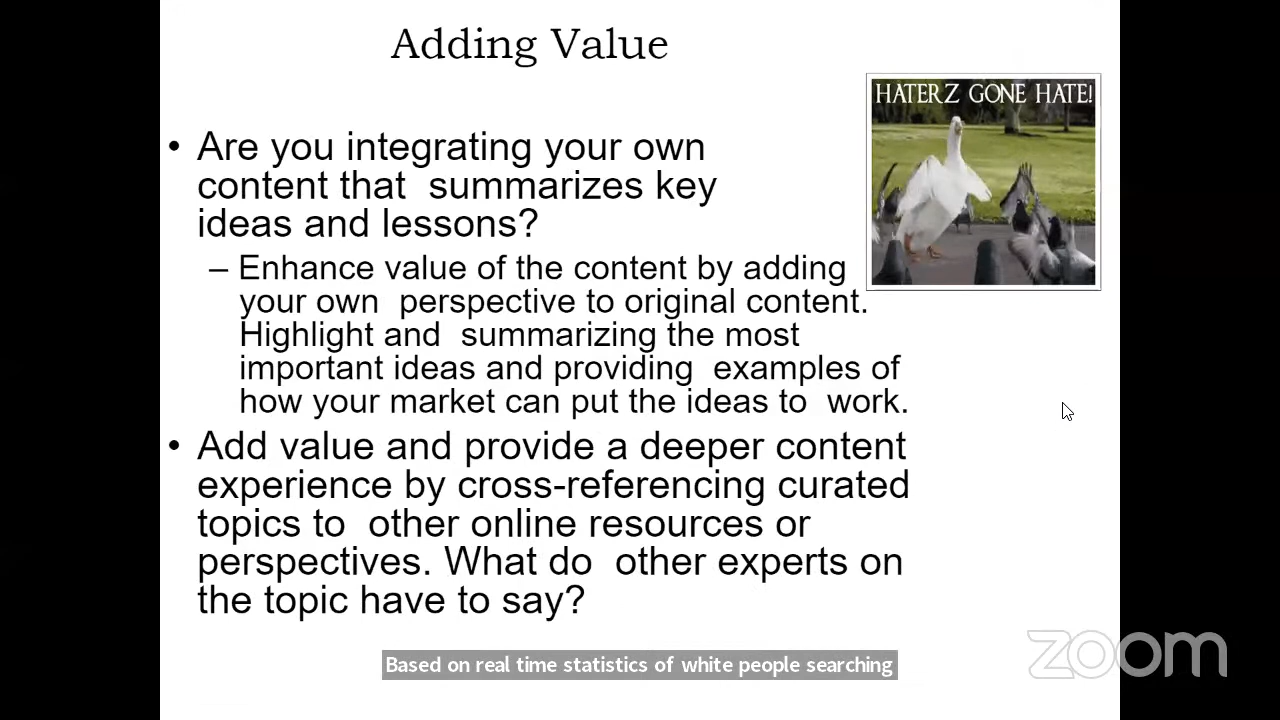 Adding Value
HATERZ GONE HATE!
• Are you integrating your own
content that summarizes key
ideas and lessons?
– Enhance value of the content by adding
your own perspective to original content.
Highlight and summarizing the most
important ideas and providing examples of
how your market can put the ideas to work.
• Add value and provide a deeper content
experience by cross-referencing curated
topics to other online resources or
perspectives. What do other experts on
the topic have to say?
Based on real time statistics of white people searching
zoom